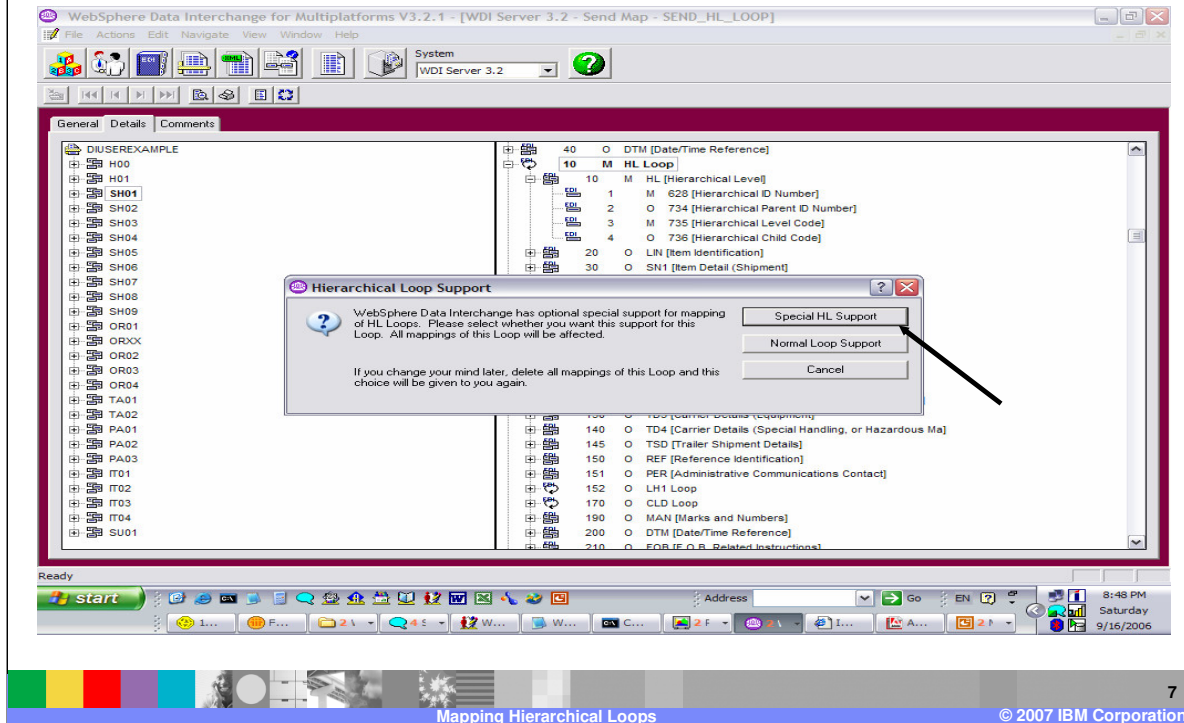 WebSphere Data Interchange for Multiplatforms V3.2.1 - [WDI Server 3.2 - Send Map - SEND_HL_LOOP]
File Actions Edit Navigate View Window Help
System
WDI Server 3.2
General Details Comments
DIUSEREXAMPLE
H00
H01
SH01
SH02
SH03
SH04
SH05
SH06
SH07
SH08
SH09
OR01
ORXX
OR02
OR03
OR04
TA01
TA02
PA01
PA02
PA03
IT01
IT02
IT03
IT04
SU01
40 O DTM [Date/Time Reference]
10 M HL Loop
10 M HL [Hierarchical Level]
1 M 628 [Hierarchical ID Number]
2 O 734 [Hierarchical Parent ID Number]
3 M 735 [Hierarchical Level Code]
4 O 736 [Hierarchical Child Code]
20 O LIN [Item Identification]
30 O SN1 [Item Detail (Shipment)]
Hierarchical Loop Support
WebSphere Data Interchange has optional special support for mapping
of HL Loops. Please select whether you want this support for this
Loop. All mappings of this Loop will be affected.
If you change your mind later, delete all mappings of this Loop and this
choice will be given to you again.
Special HL Support
Normal Loop Support
Cancel
140 O TD4 [Carrier Details (Special Handling, or Hazardous Ma]
145 O TSD [Trailer Shipment Details]
150 O REF [Reference Identification]
151 O PER [Administrative Communications Contact]
152 O LH1 Loop
170 O CLD Loop
190 O MAN [Marks and Numbers]
200 O DTM [Date/Time Reference]
210 O FOB [F.O.B. Related Instructions]
Ready
start
Address
Go
EN
8:48 PM
Saturday
9/16/2006
1...
F...
W...
W...
C...
I...
A...
7
Mapping Hierarchical Loops
© 2007 IBM Corporation